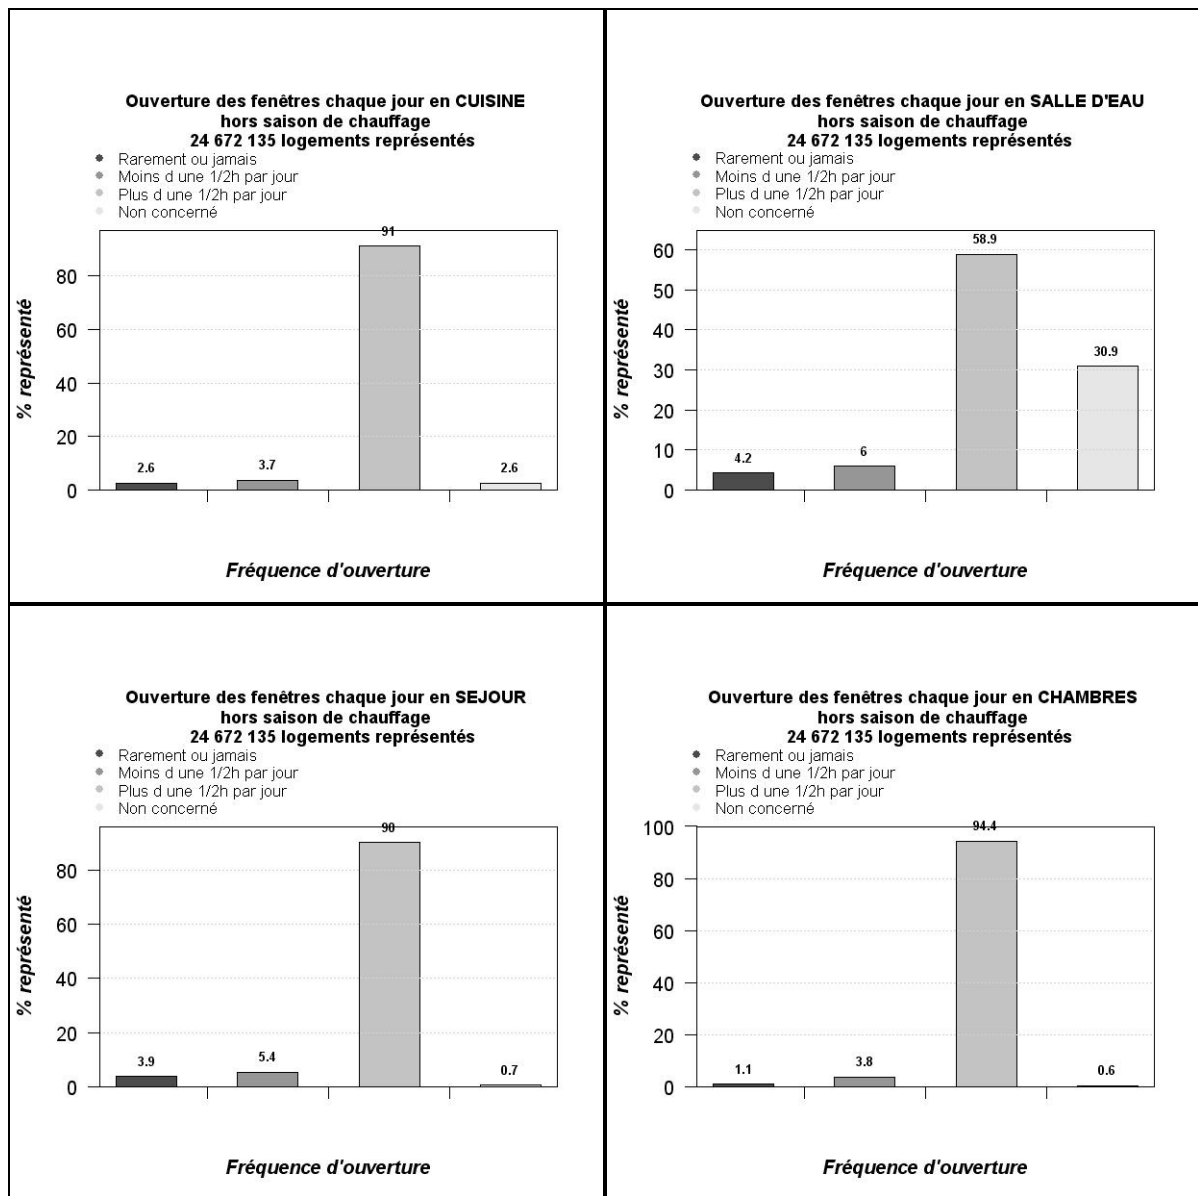 Ouverture des fenêtres chaque jour en CUISINE
hors saison de chauffage
24 672 135 logements représentés
Rarement ou jamais
Moins d une 1/2h par jour
Plus d une 1/2h par jour
Non concerné
% représenté
80
60
40
20
0
2.6
3.7
91
2.6
Fréquence d'ouverture
Ouverture des fenêtres chaque jour en SALLE D'EAU
hors saison de chauffage
24 672 135 logements représentés
Rarement ou jamais
Moins d une 1/2h par jour
Plus d une 1/2h par jour
Non concerné
% représenté
60
50
40
30
20
10
0
4.2
6
58.9
30.9
Fréquence d'ouverture
Ouverture des fenêtres chaque jour en SEJOUR
hors saison de chauffage
24 672 135 logements représentés
Rarement ou jamais
Moins d une 1/2h par jour
Plus d une 1/2h par jour
Non concerné
% représenté
80
60
40
20
0
3.9
5.4
90
0.7
Fréquence d'ouverture
Ouverture des fenêtres chaque jour en CHAMBRES
hors saison de chauffage
24 672 135 logements représentés
Rarement ou jamais
Moins d une 1/2h par jour
Plus d une 1/2h par jour
Non concerné
% représenté
100
80
60
40
20
0
1.1
3.8
94.4
0.6
Fréquence d'ouverture